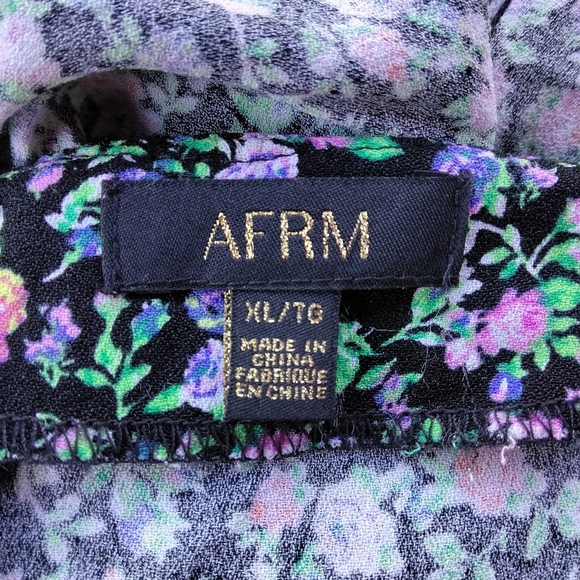 AFRM
XL/TG
MADE IN
CHINA
FABRIQUE
EN CHINE